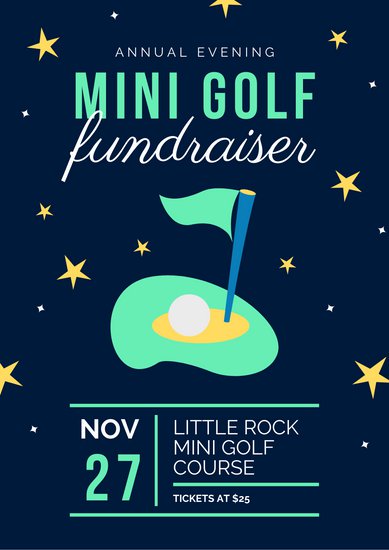 ANNUAL EVENING
MINI GOLF
fundraiser
NOV
27
LITTLE ROCK
MINI GOLF
COURSE
TICKETS AT $25